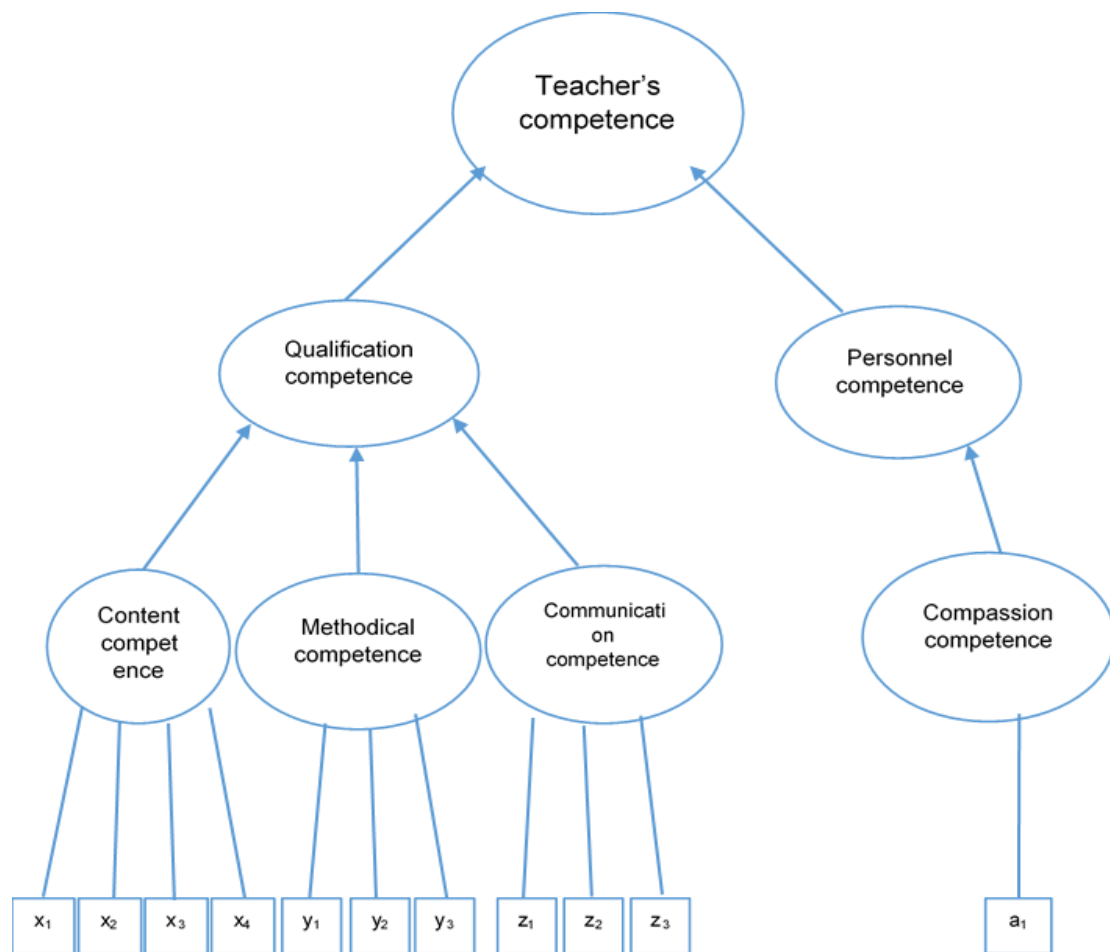 Teacher’s
competence
Qualification
competence
Personnel
competence
Content
compet
ence
Methodical
competence
Communicati
on
competence
Compassion
competence
x₁ x₂ x₃ x₄ y₁ y₂ y₃ z₁ z₂ z₃ a₁